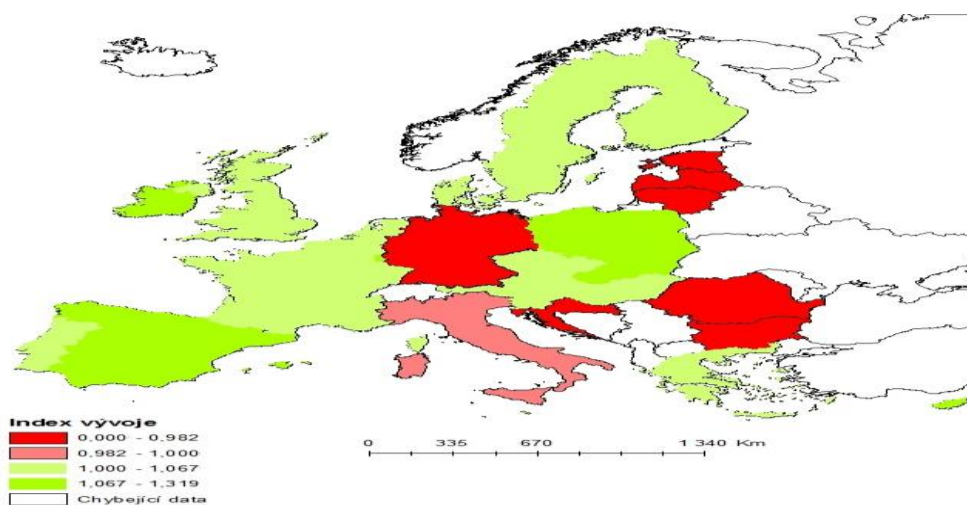 Index vývoje
0,000 - 0,982
0,982 - 1,000
1,000 - 1,067
1,067 - 1,319
Chybející data
0 335 670 1 340 Km